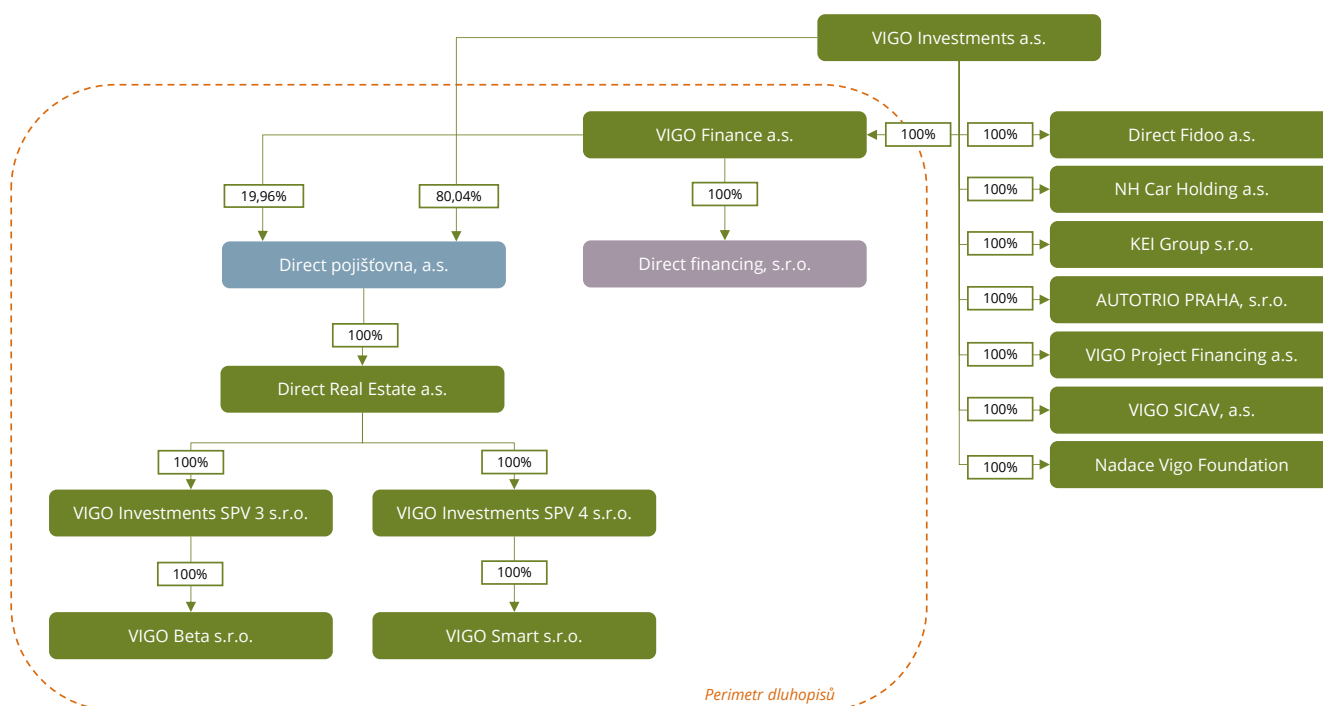 VIGO Investments a.s.
VIGO Finance a.s.
100%
100%
Direct Fidoo a.s.
19,96%
80,04%
100%
100%
NH Car Holding a.s.
Direct pojišťovna, a.s.
Direct financing, s.r.o.
100%
KEI Group s.r.o.
100%
AUTOTRIO PRAHA, s.r.o.
100%
100%
VIGO Project Financing a.s.
Direct Real Estate a.s.
100%
VIGO SICAV, a.s.
100%
100%
100%
Nadace Vigo Foundation
VIGO Investments SPV 3 s.r.o.
VIGO Investments SPV 4 s.r.o.
100%
100%
VIGO Beta s.r.o.
VIGO Smart s.r.o.
Perimetr dluhopisů